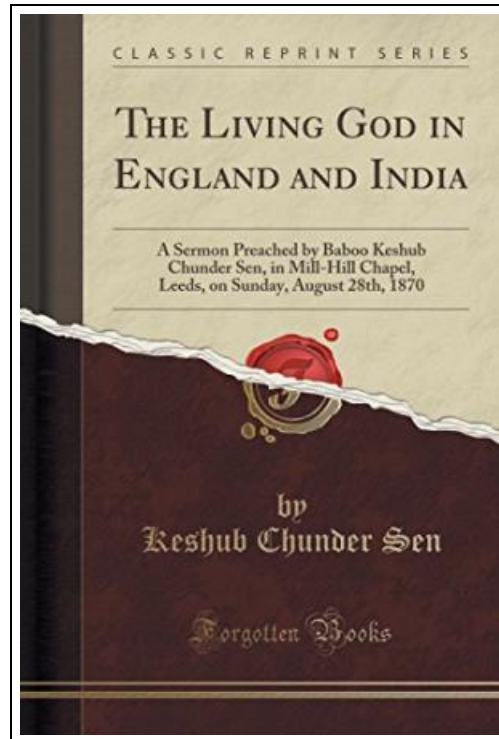 CLASSIC REPRINT SERIES
THE LIVING GOD IN
ENGLAND AND INDIA
A Sermon Preached by Baboo Keshub
Chunder Sen, in Mill-Hill Chapel,
Leeds, on Sunday, August 28th, 1870
by
Keshub Chunder Sen
Forgotten Books